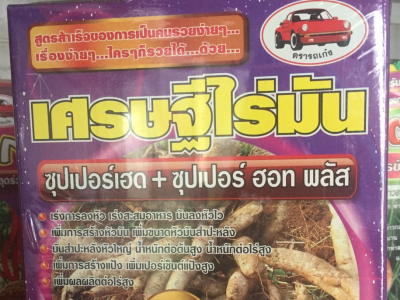 สูตรสำเร็จของการเป็นคนรวยง่ายๆ...
เรื่องง่ายๆ...ใครๆก็รวยได้...ด้วย...
ตรารถเก๋ง
เศรษฐีไร่มัน
ซุปเปอร์เฮด + ซุปเปอร์ ฮอท พลัส
• เร่งการลงหัว เร่งสะสมอาหาร มันลงหัวไว
• เพิ่มการสร้างหัวมัน เพิ่มขนาดหัวมันสำปะหลัง
• มันสำปะหลังหัวใหญ่ น้ำหนักต่อต้นสูง น้ำหนักต่อไร่สูง
• เพิ่มการสร้างแป้ง เพิ่มเปอร์เซ็นต์แป้งสูง
• เพิ่มผลผลิตต่อไร่สูง